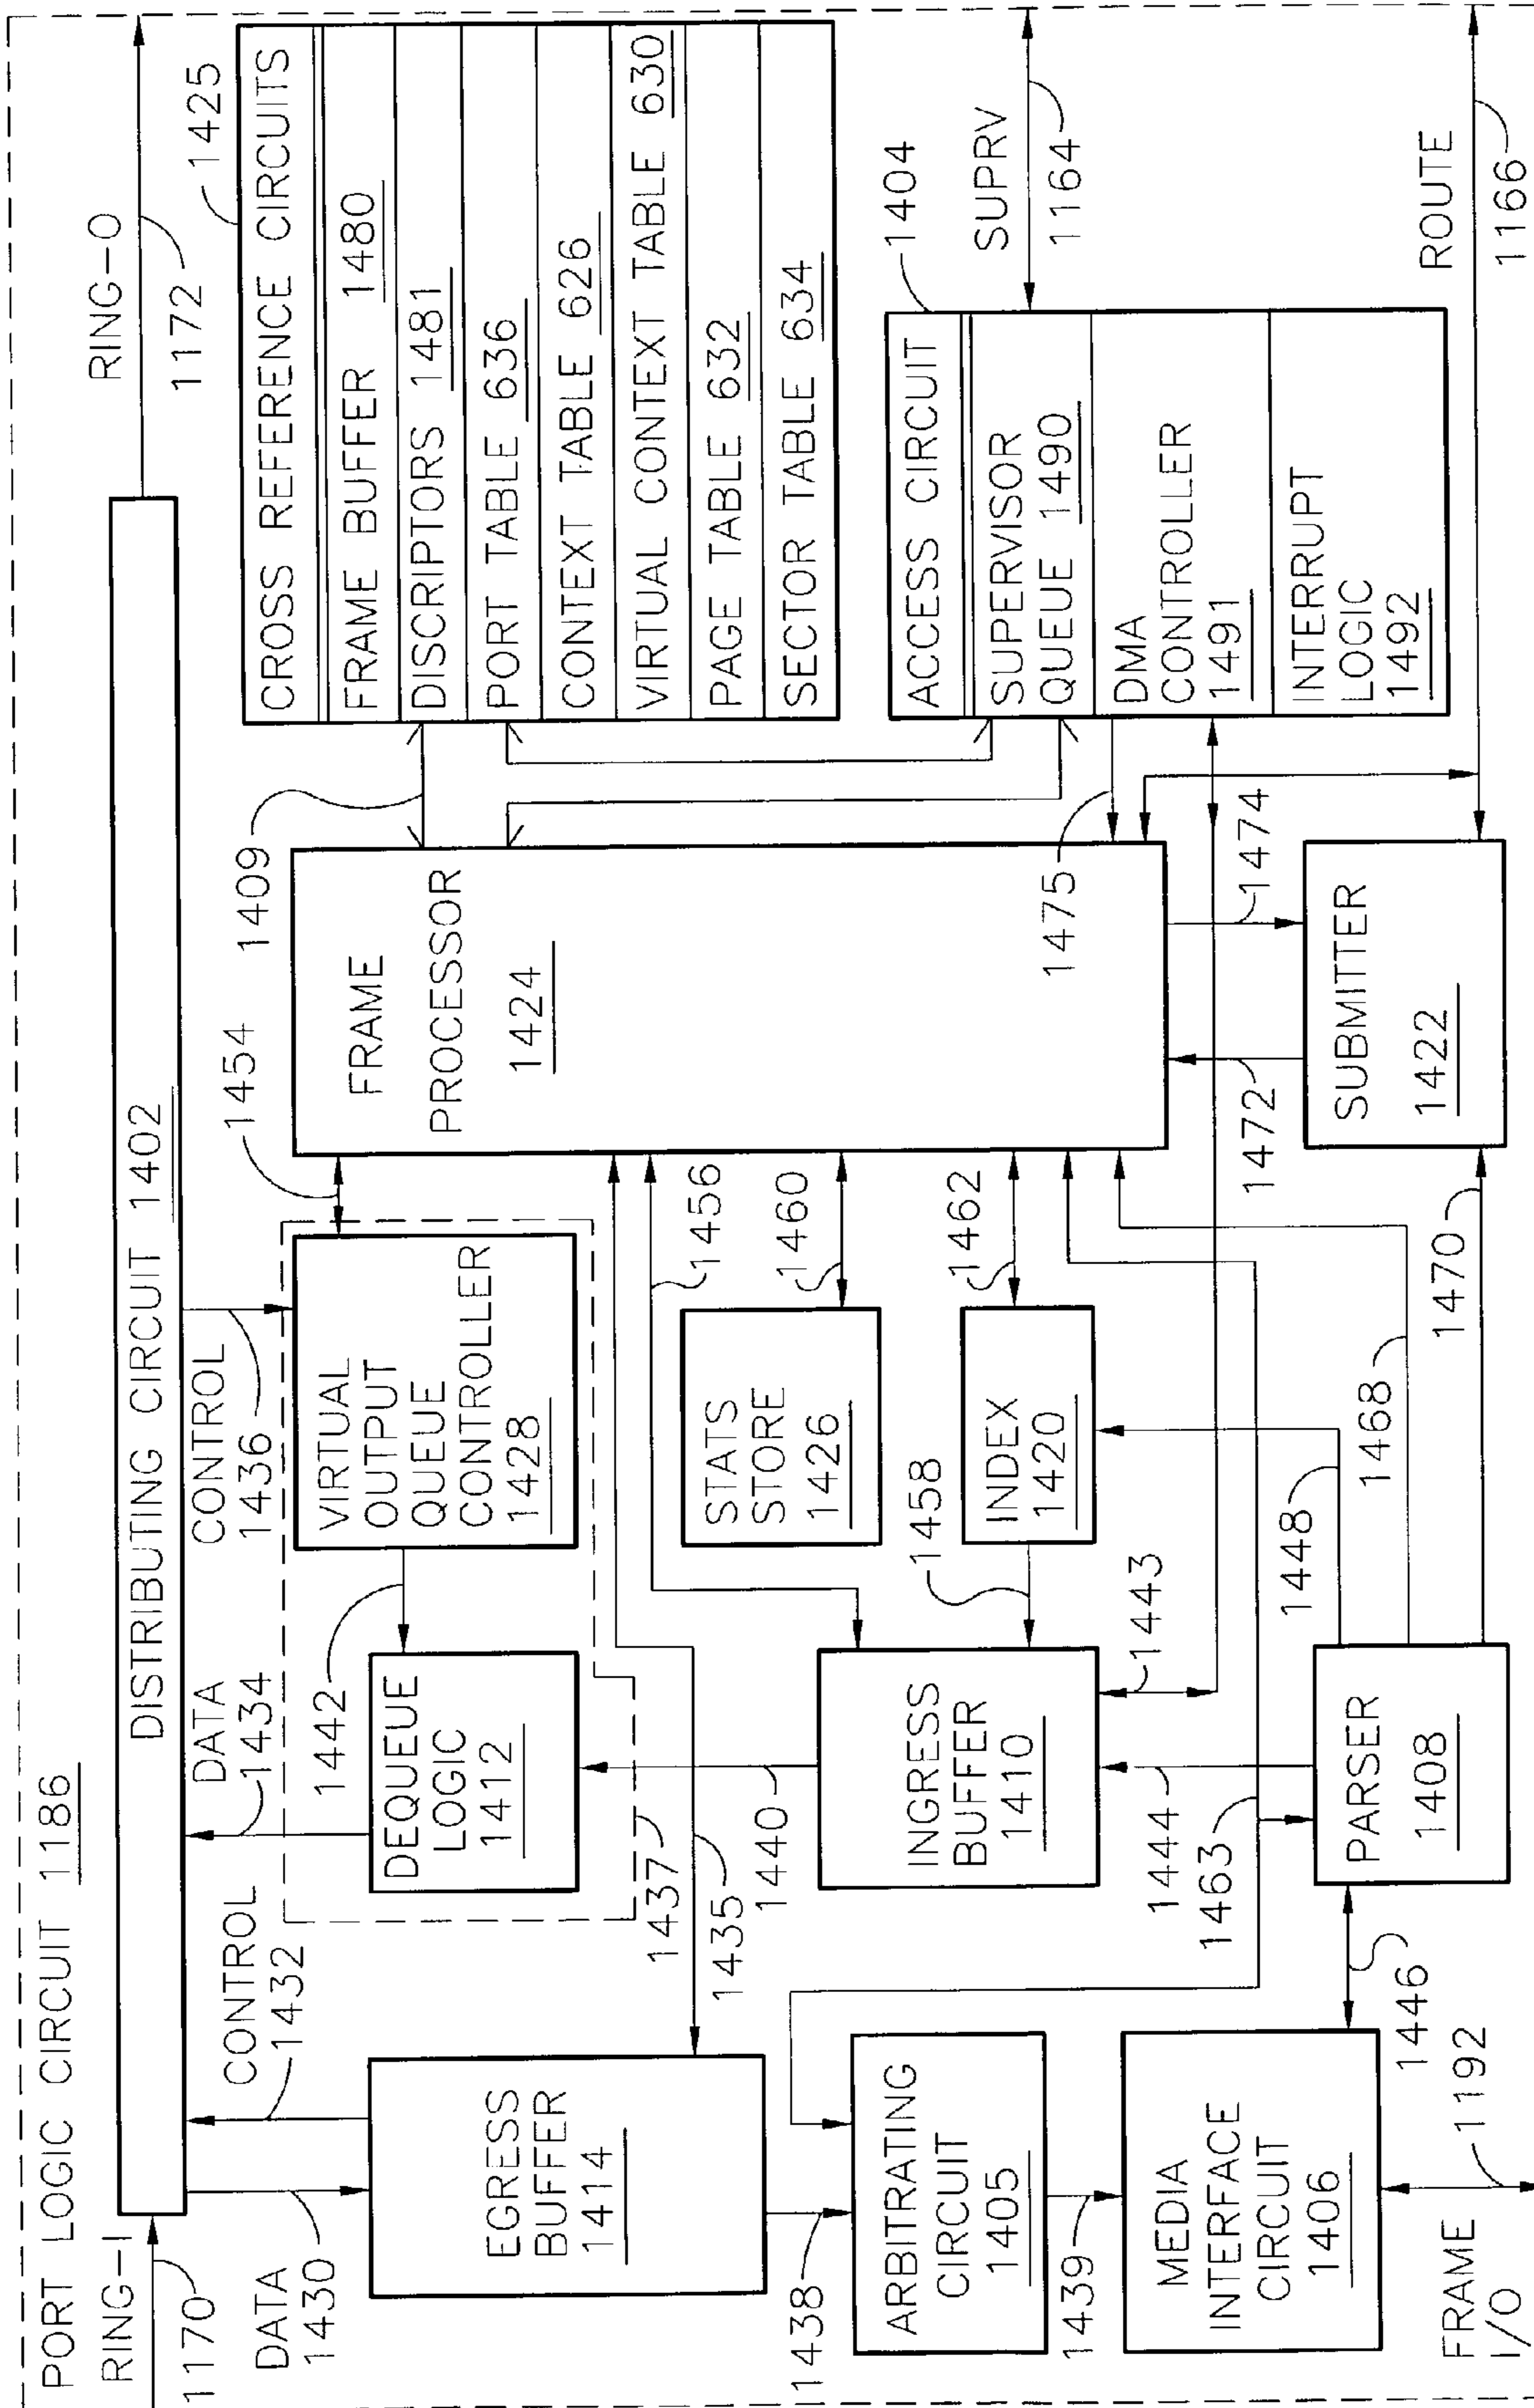 PORT LOGIC CIRCUIT 1186
RING-I
1170
RING-O
1172
DISTRIBUTING CIRCUIT 1402
DATA
1430
CONTROL
1432
DATA
1434
CONTROL
1436
1454
1409
1425
CROSS REFERENCE CIRCUITS
FRAME BUFFER 1480
DISCRIPTORS 1481
PORT TABLE 636
CONTEXT TABLE 626
VIRTUAL CONTEXT TABLE 630
PAGE TABLE 632
SECTOR TABLE 634
EGRESS
BUFFER
1414
DEQUEUE
LOGIC
1412
1442
VIRTUAL
OUTPUT
QUEUE
CONTROLLER
1428
FRAME
PROCESSOR
1424
1437
1435
1456
STATS
STORE
1426
1460
1440
INGRESS
BUFFER
1410
1458
INDEX
1420
1462
1404
ACCESS CIRCUIT
SUPERVISOR
QUEUE 1490
DMA
CONTROLLER
1491
INTERRUPT
LOGIC
1492
SUPRV
1164
1438
ARBITRATING
CIRCUIT
1405
1439
1444
1463
1443
1448
1475
1472
1474
MEDIA
INTERFACE
CIRCUIT
1406
1446
PARSER
1408
1468
1470
SUBMITTER
1422
ROUTE
1166
FRAME
I/O
1192